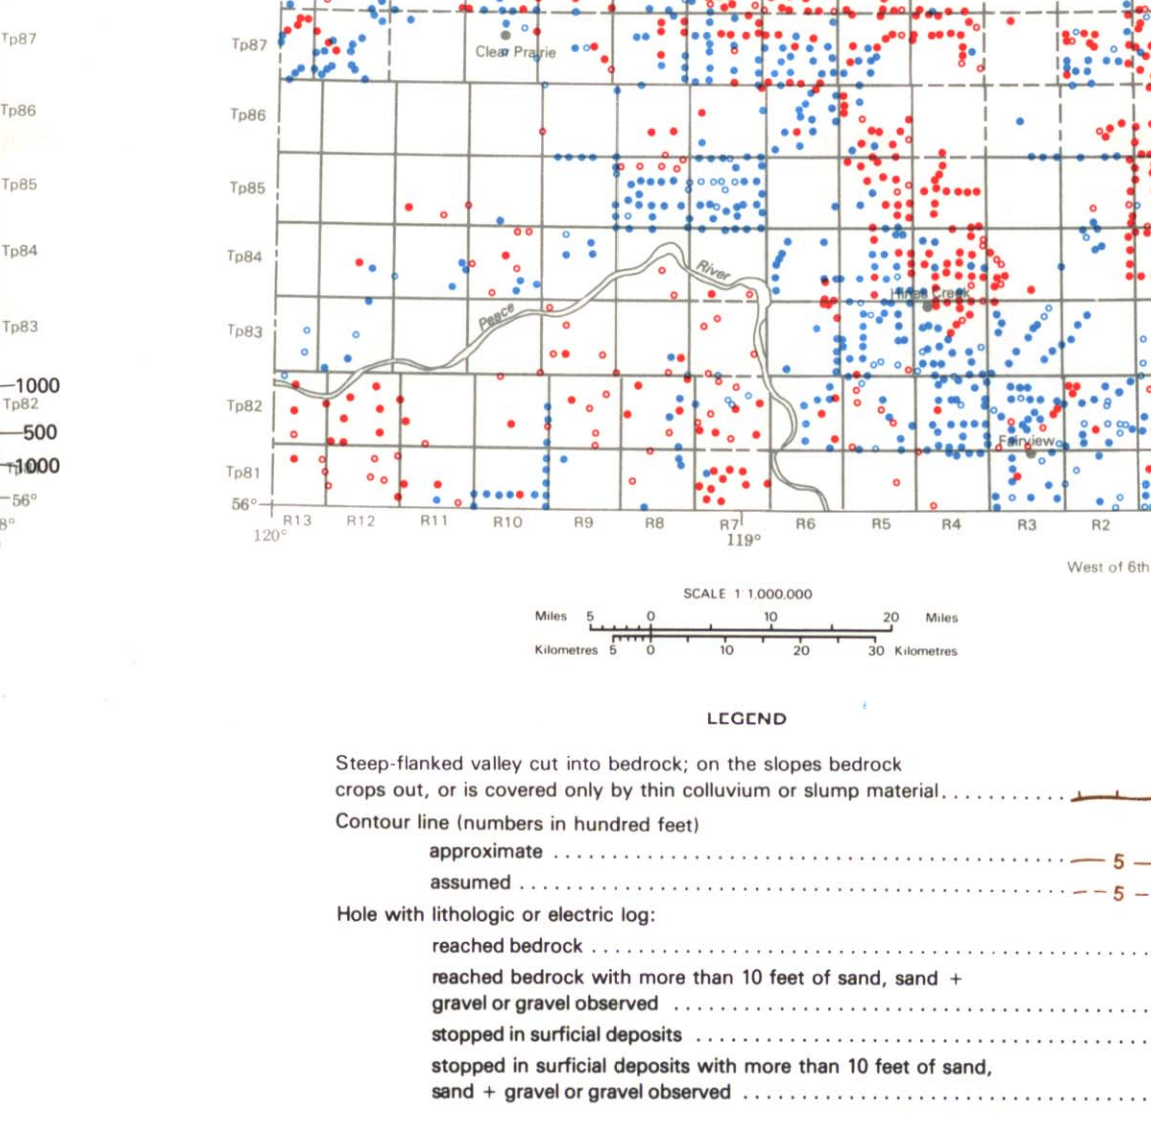 Tp87
Tp87
Clear Prairie
Tp86
Tp86
Tp85
Tp85
Tp84
Tp84
River
Hines Creek
Peace
Tp83
Tp83
1000
Tp82
Tp82
500
Fairview
1000
Tp81
56°
56°
8°
R13 R12 R11 R10 R9 R8 R7 R6 R5 R4 R3 R2
120°
119°
West of 6th
SCALE 1:1,000,000
Miles 5 0 10 20 Miles
Kilometres 5 0 10 20 30 Kilometres
LEGEND
Steep-flanked valley cut into bedrock; on the slopes bedrock
crops out, or is covered only by thin colluvium or slump material..........
Contour line (numbers in hundred feet)
approximate .......... 5
assumed .......... 5
Hole with lithologic or electric log:
reached bedrock ..........
reached bedrock with more than 10 feet of sand, sand +
gravel or gravel observed ..........
stopped in surficial deposits ..........
stopped in surficial deposits with more than 10 feet of sand,
sand + gravel or gravel observed ..........